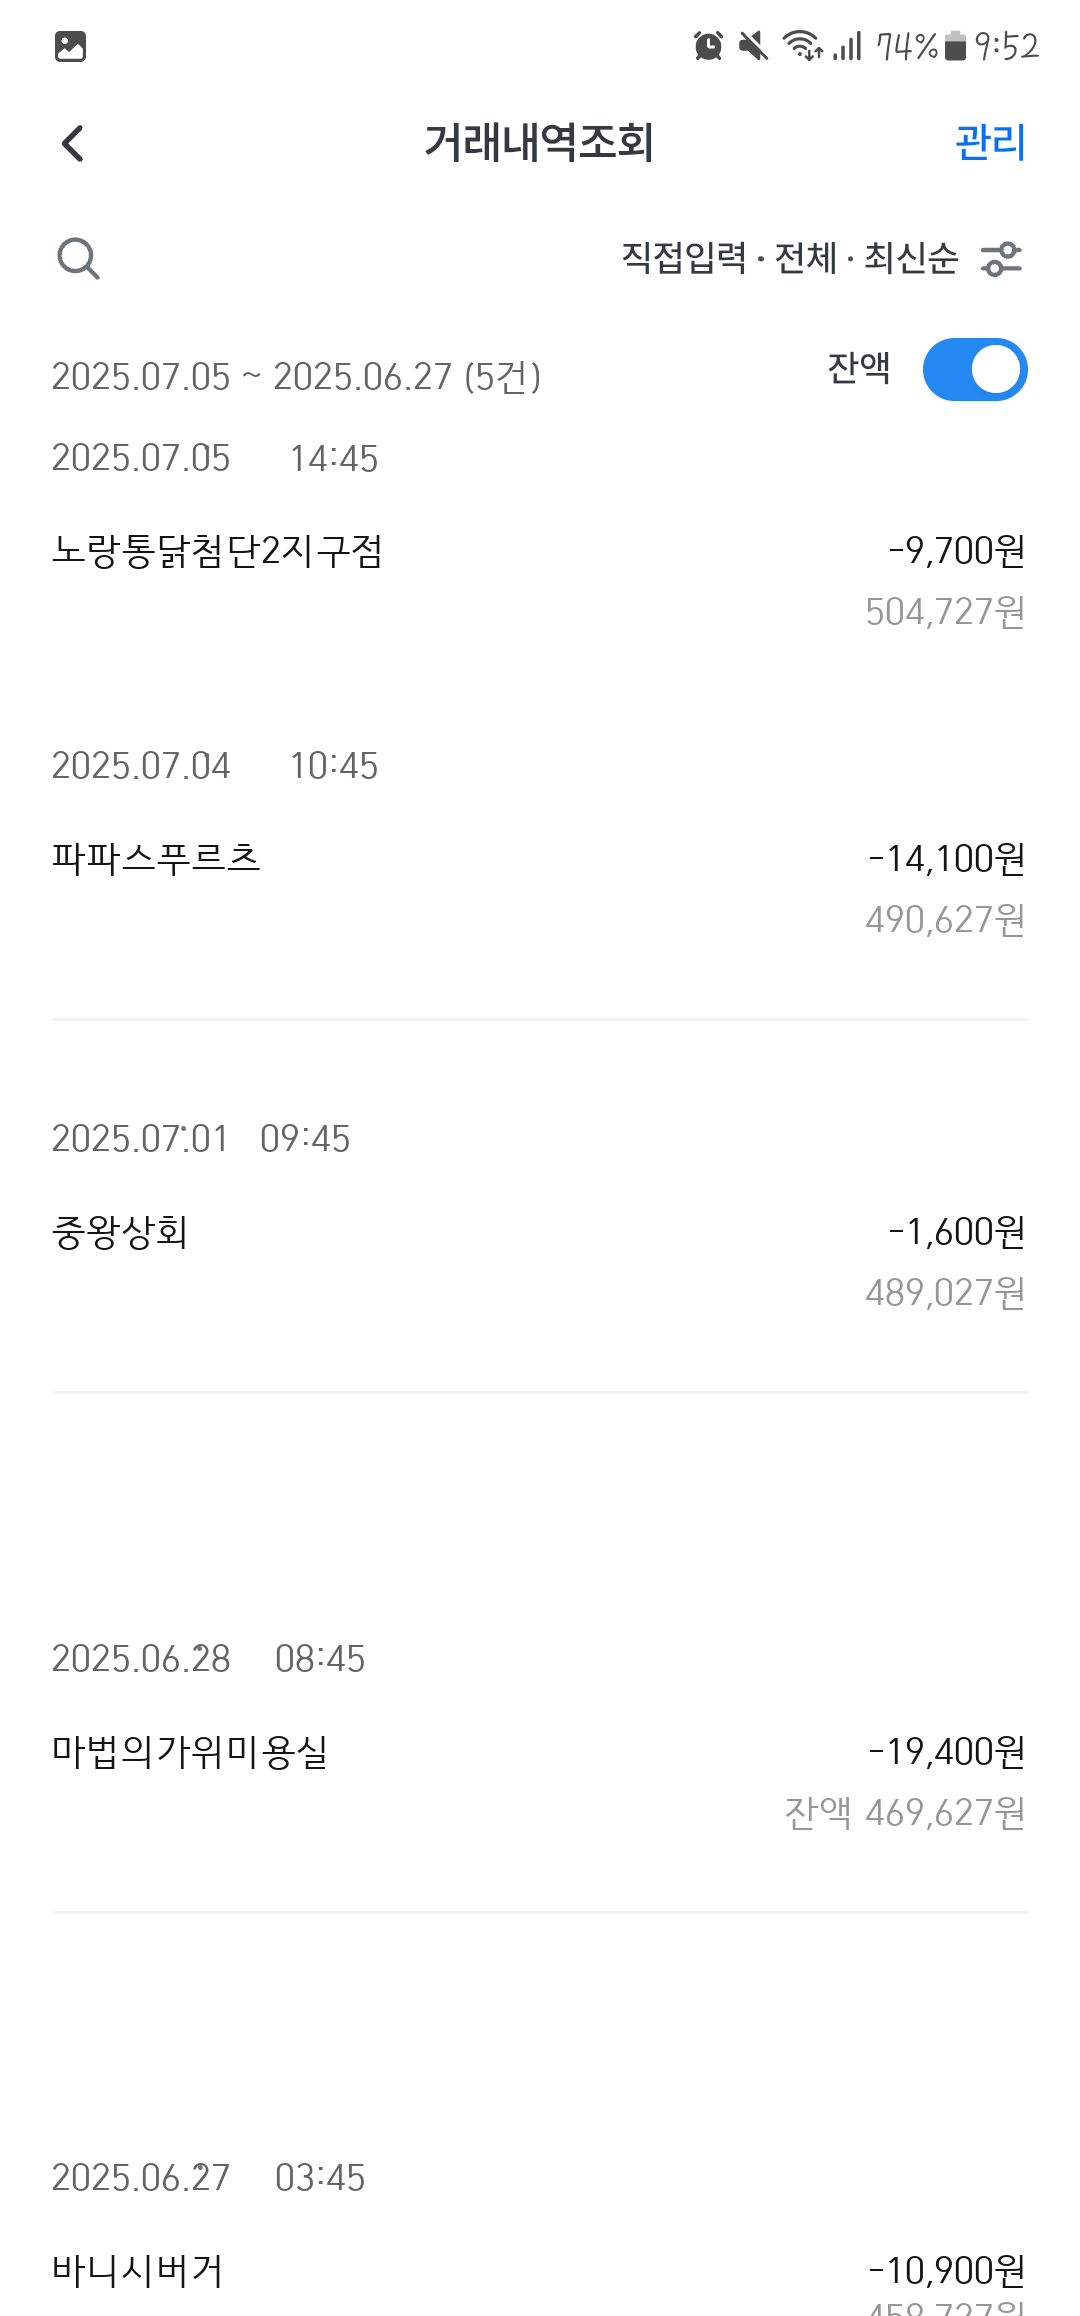 74% 9:52
거래내역조회 관리
직접입력 · 전체 · 최신순
2025.07.05 ~ 2025.06.27 (5건) 잔액
2025.07.05 14:45
노랑통닭첨단2지구점 -9,700원
504,727원
2025.07.04 10:45
파파스푸르츠 -14,100원
490,627원
2025.07.01 09:45
중왕상회 -1,600원
489,027원
2025.06.28 08:45
마법의가위미용실 -19,400원
잔액 469,627원
2025.06.27 03:45
바니시버거 -10,900원